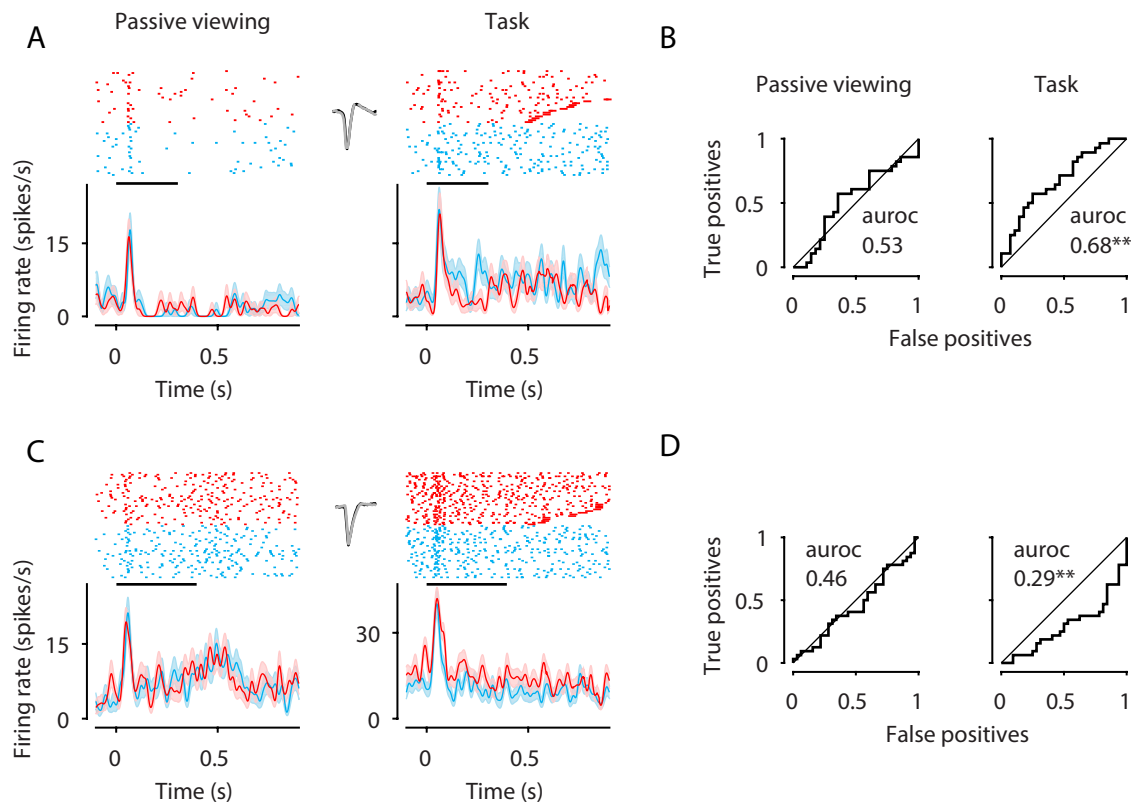 A
Passive viewing
Task
Firing rate (spikes/s)
15
0
0
0.5
0
0.5
Time (s)
Time (s)
B
Passive viewing
Task
True positives
1
0.5
0
auroc
0.53
auroc
0.68**
0
0.5
1
0
0.5
1
False positives
C
Firing rate (spikes/s)
15
0
30
0
0
0.5
0
0.5
Time (s)
Time (s)
D
True positives
1
0.5
0
auroc
0.46
auroc
0.29**
0
0.5
1
0
0.5
1
False positives